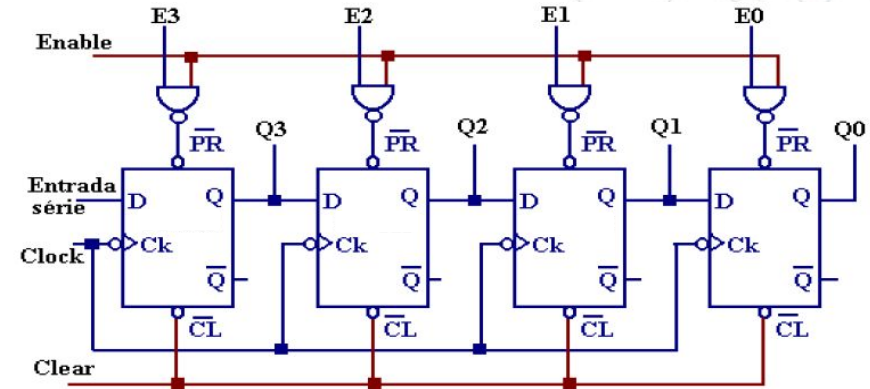 E3 E2 E1 E0
Enable
Q3 Q2 Q1 Q0
PR PR PR PR
Entrada
série
D Q D Q D Q D Q
Clock
Ck Ck Ck Ck
Q Q Q Q
CL CL CL CL
Clear